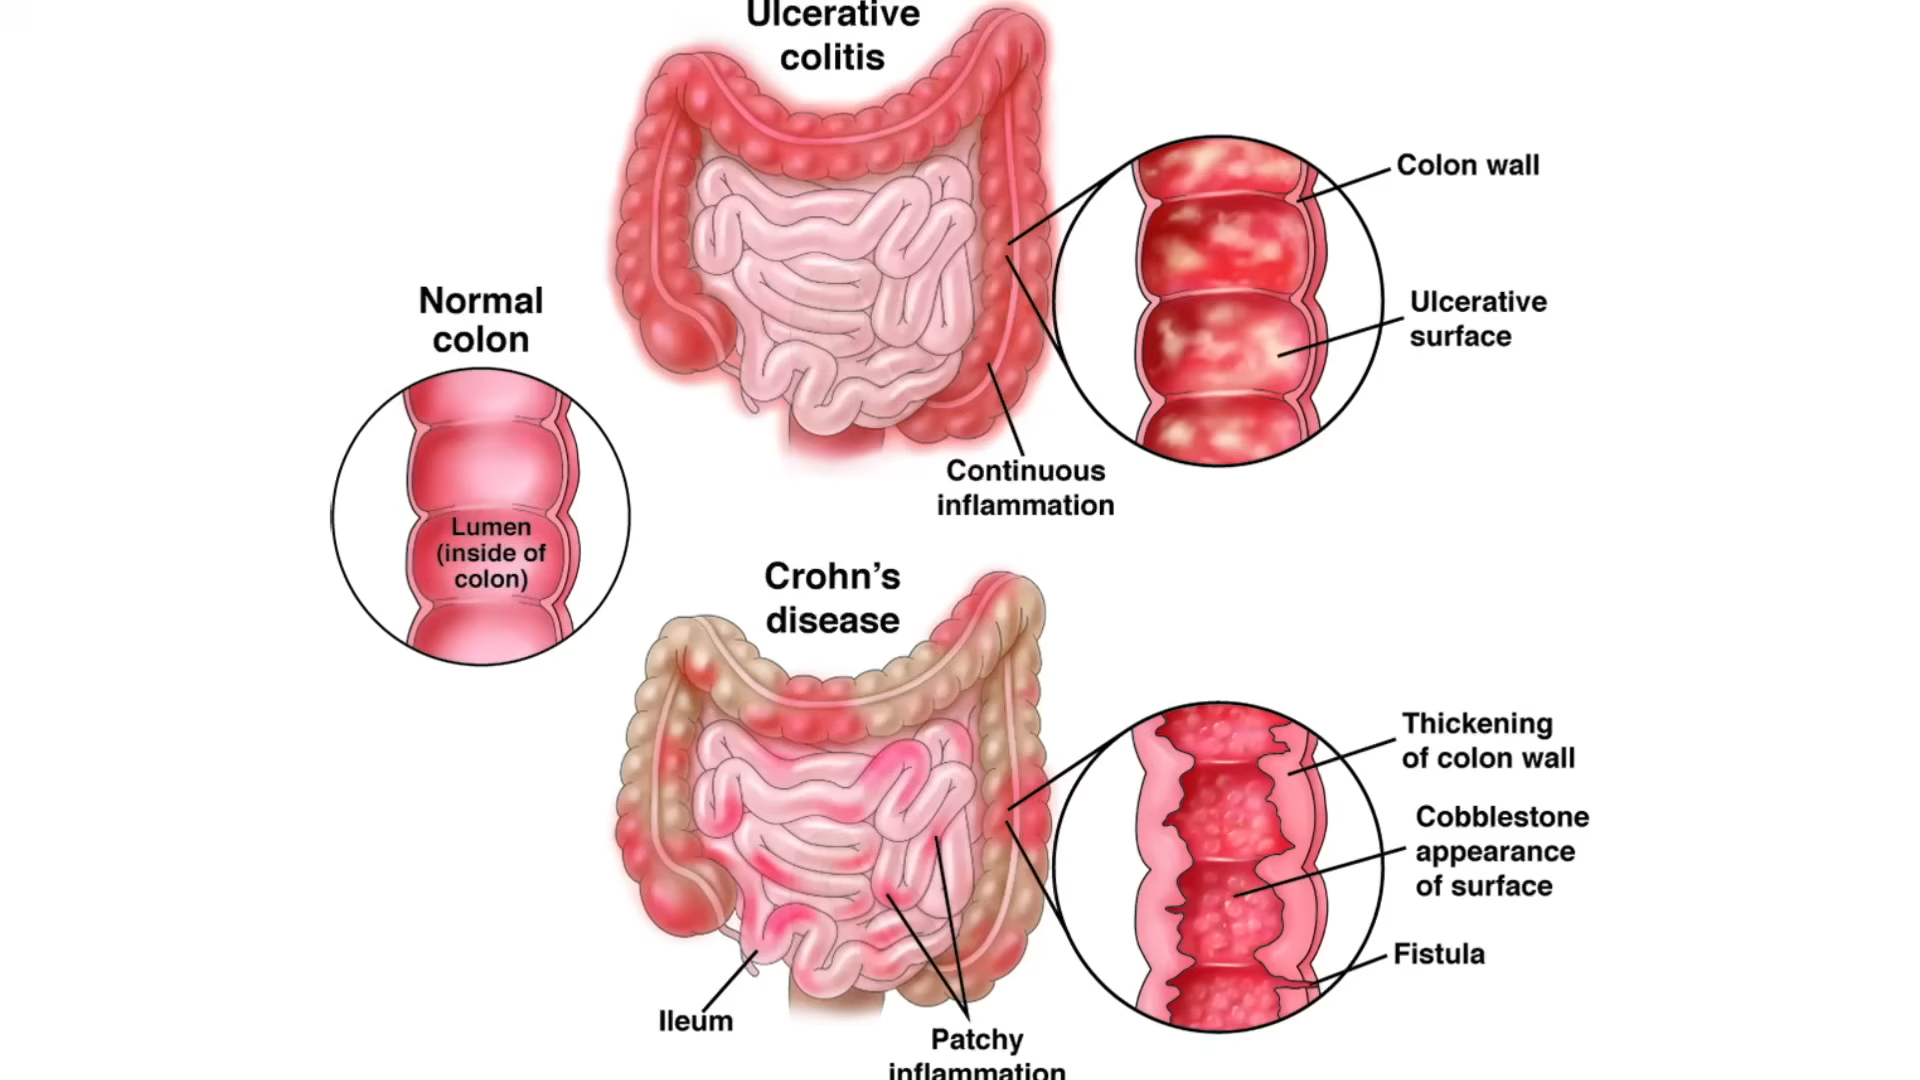 Ulcerative
colitis
Colon wall
Ulcerative
surface
Normal
colon
Lumen
(inside of
colon)
Continuous
inflammation
Crohn’s
disease
Thickening
of colon wall
Cobblestone
appearance
of surface
Fistula
Ileum
Patchy
inflammation